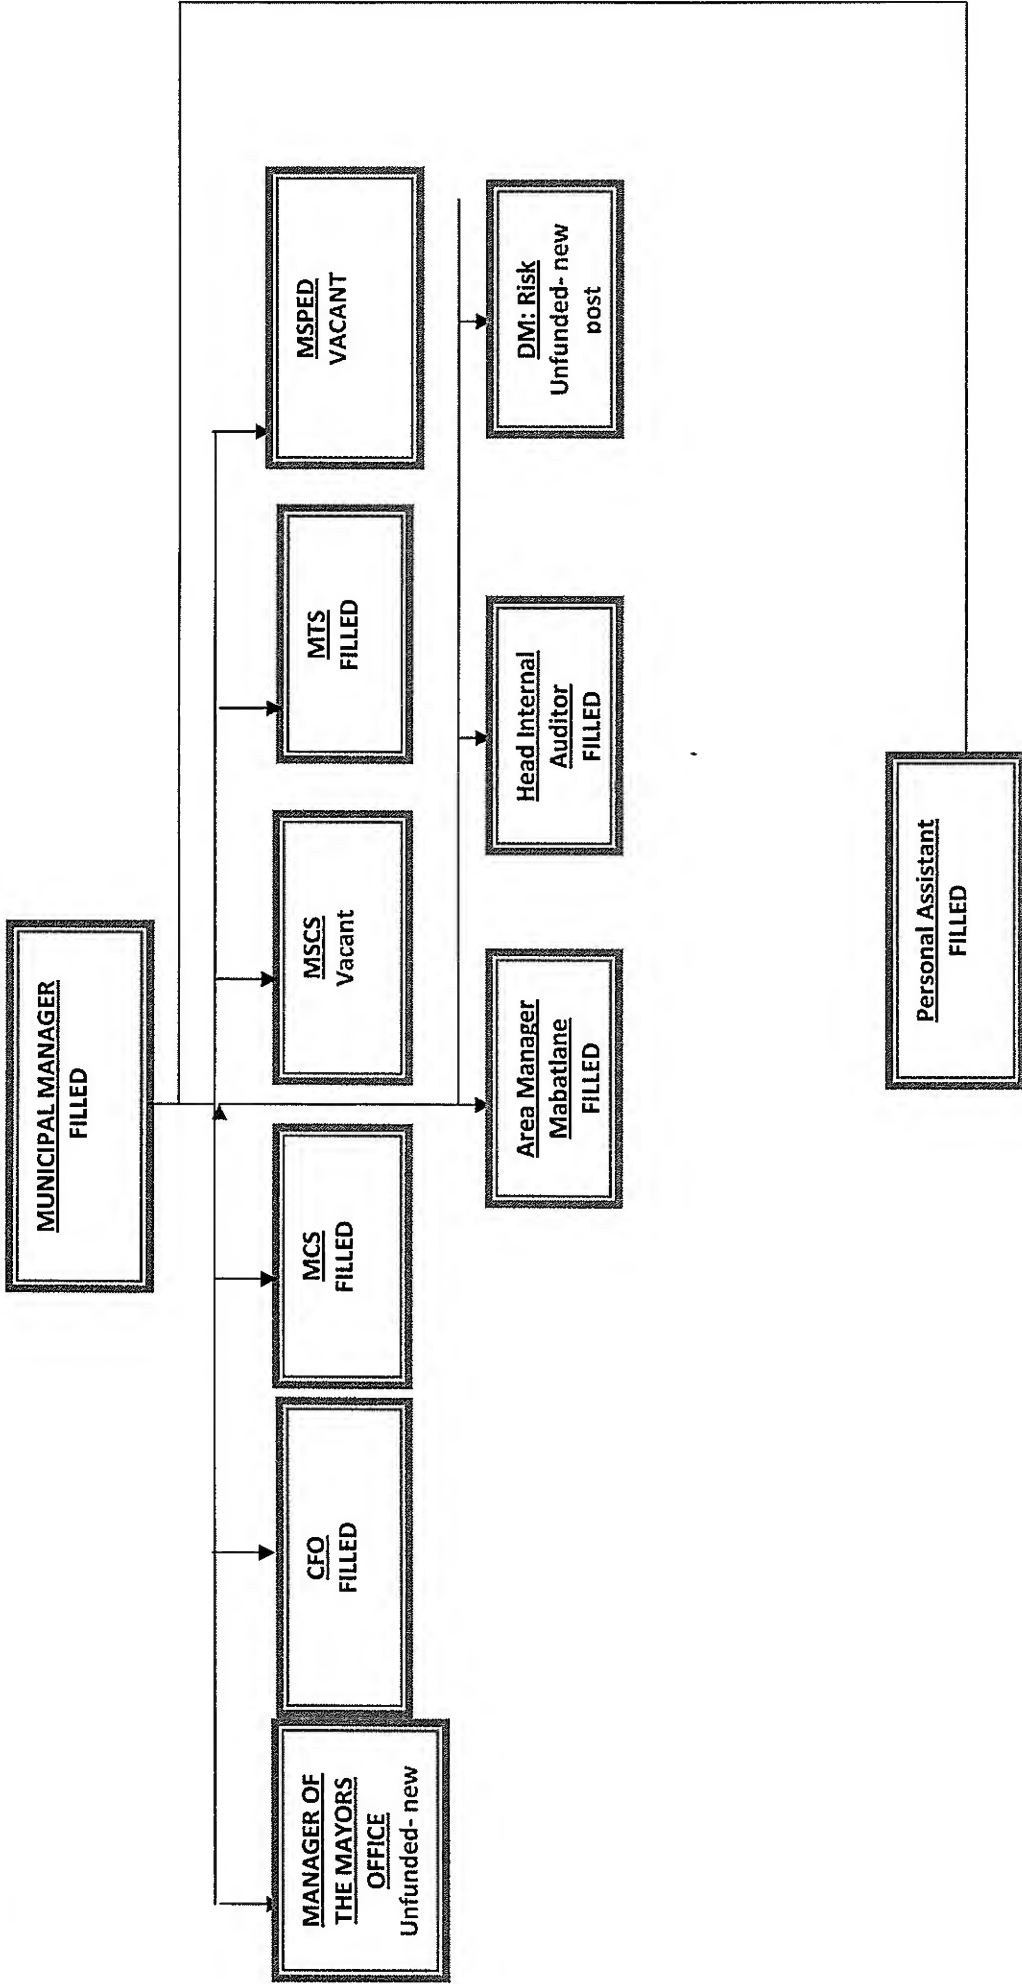 MUNICIPAL MANAGER
FILLED
MANAGER OF
THE MAYORS
OFFICE
Unfunded- new
CFO
FILLED
MCS
FILLED
MSCS
Vacant
MTS
FILLED
MSPED
VACANT
Area Manager
Mabatlane
FILLED
Head Internal
Auditor
FILLED
DM: Risk
Unfunded- new
post
Personal Assistant
FILLED